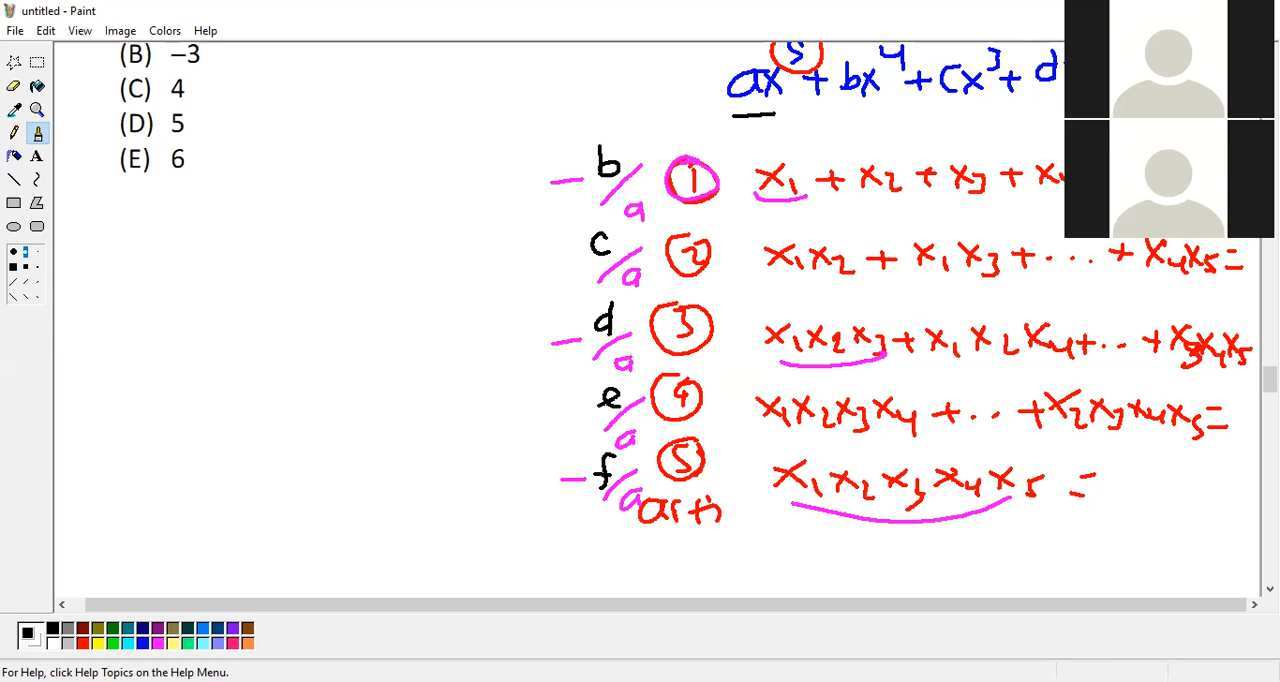 untitled - Paint
File Edit View Image Colors Help
(B) –3
(C) 4
(D) 5
(E) 6
ax^5 + bx^4 + cx^3 + d
– b/a ① x₁ + x₂ + x₃ + x₄
c/a ② x₁x₂ + x₁x₃ + ... + x₄x₅ =
– d/a ③ x₁x₂x₃ + x₁x₂x₄ + ... + x₃x₄x₅
e/a ④ x₁x₂x₃x₄ + ... + x₂x₃x₄x₅ =
– f/a ⑤ x₁x₂x₃x₄x₅ =
For Help, click Help Topics on the Help Menu.